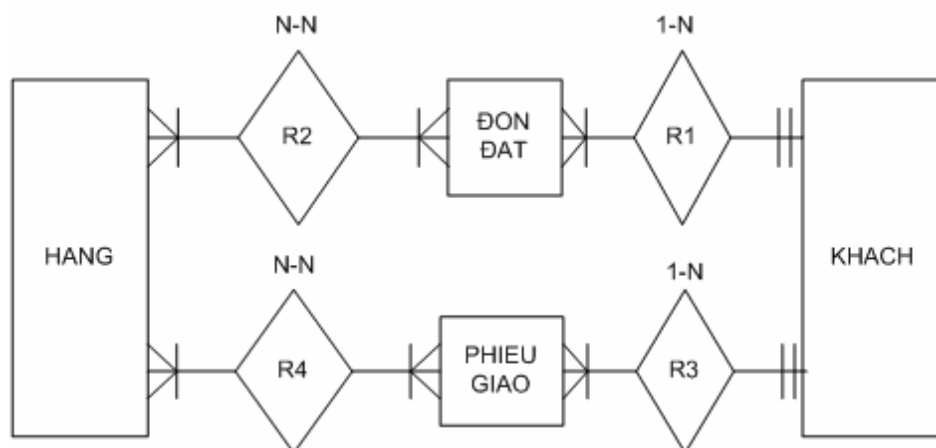 N-N
1-N
HANG
R2
ĐON
ĐAT
R1
KHACH
N-N
1-N
R4
PHIEU
GIAO
R3